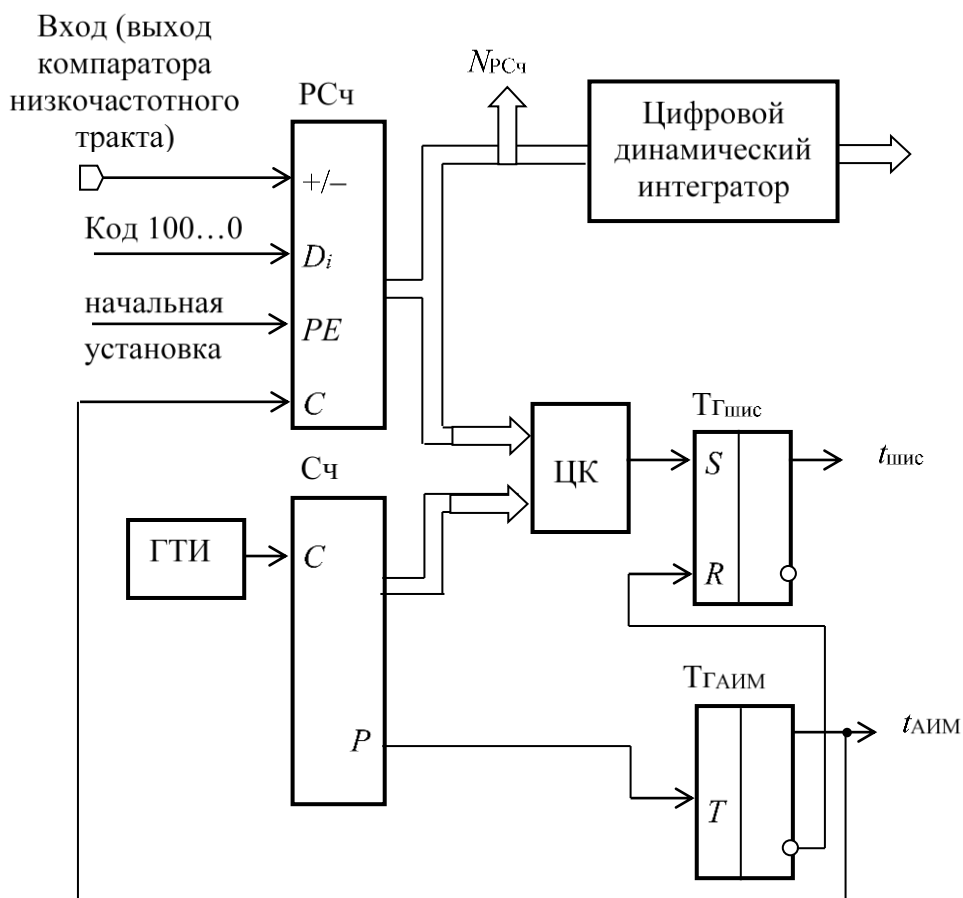 Вход (выход
компаратора
низкочастотного
тракта)
РСч
NРСч
Цифровой
динамический
интегратор
+/–
Код 100…0
Di
начальная
установка
PE
C
Сч
ЦК
ТгШИС
S
R
tШИС
ГТИ
C
P
ТгАИМ
T
tАИМ